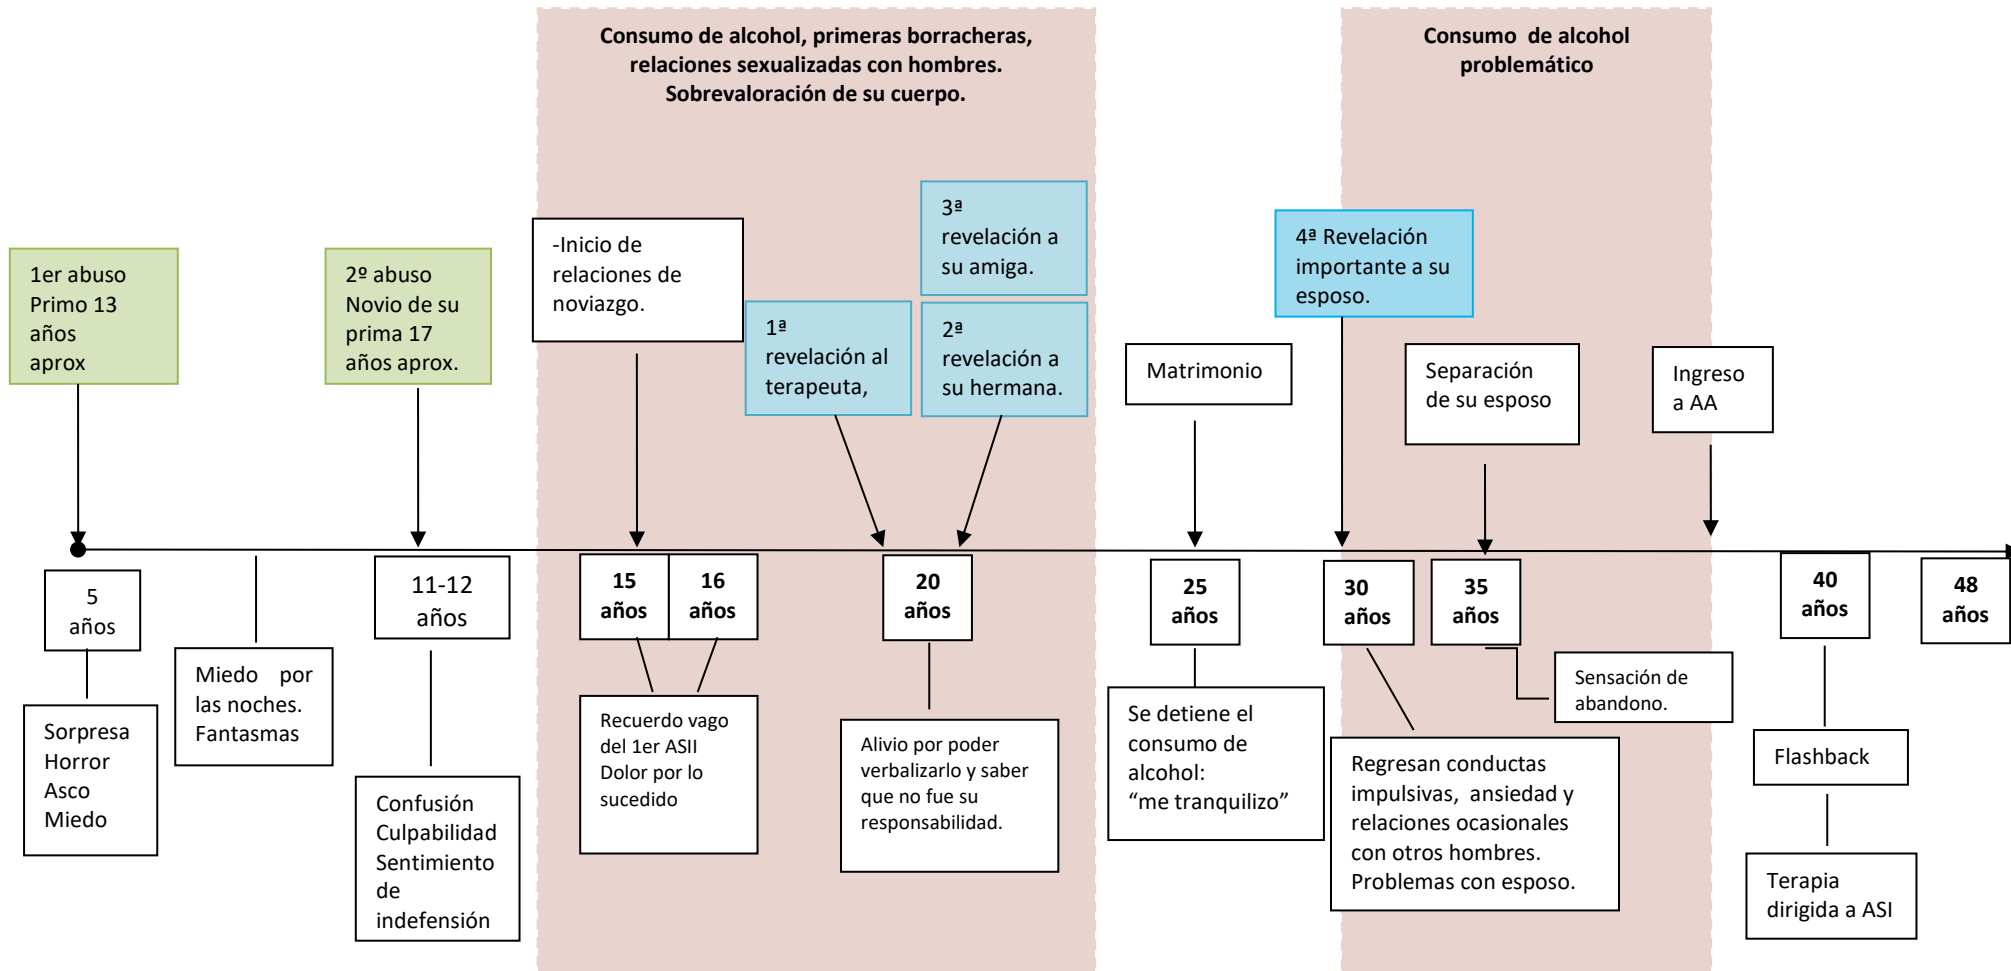 Consumo de alcohol, primeras borracheras,
relaciones sexualizadas con hombres.
Sobrevaloración de su cuerpo.
Consumo de alcohol
problemático
1er abuso
Primo 13
años
aprox
2º abuso
Novio de su
prima 17
años aprox.
-Inicio de
relaciones de
noviazgo.
1ª
revelación al
terapeuta,
3ª
revelación a
su amiga.
2ª
revelación a
su hermana.
Matrimonio
4ª Revelación
importante a su
esposo.
Separación
de su esposo
Ingreso
a AA
5
años
11-12
años
15
años
16
años
20
años
25
años
30
años
35
años
40
años
48
años
Sorpresa
Horror
Asco
Miedo
Miedo por
las noches.
Fantasmas
Confusión
Culpabilidad
Sentimiento
de
indefensión
Recuerdo vago
del 1er ASII
Dolor por lo
sucedido
Alivio por poder
verbalizarlo y saber
que no fue su
responsabilidad.
Se detiene el
consumo de
alcohol:
“me tranquilizo”
Regresan conductas
impulsivas, ansiedad y
relaciones ocasionales
con otros hombres.
Problemas con esposo.
Sensación de
abandono.
Flashback
Terapia
dirigida a ASI